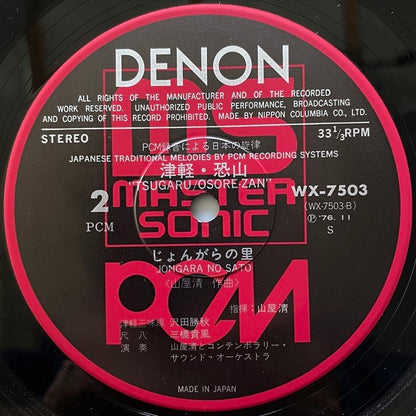 DENON
ALL RIGHTS OF THE MANUFACTURER AND OF THE RECORDED
WORK RESERVED. UNAUTHORIZED PUBLIC PERFORMANCE, BROADCASTING
AND COPYING OF THIS RECORD PROHIBITED. MADE BY NIPPON COLUMBIA CO., LTD.
STEREO
33⅓RPM
PCM録音による日本の旋律
JAPANESE TRADITIONAL MELODIES BY PCM RECORDING SYSTEMS
津軽・恐山
"TSUGARU/OSORE-ZAN"
WX-7503
(WX-7503-B)
2
MASTER
SONIC
Ⓟ'76. 11
PCM
S
じょんがらの里
JONGARA NO SATO
〈山屋清 作曲〉
PCM
指揮：山屋清
津軽三味線 沢田勝秋
尺八 三橋貴風
演奏 山屋清とコンテンポラリー・
サウンド・オーケストラ
MADE IN JAPAN